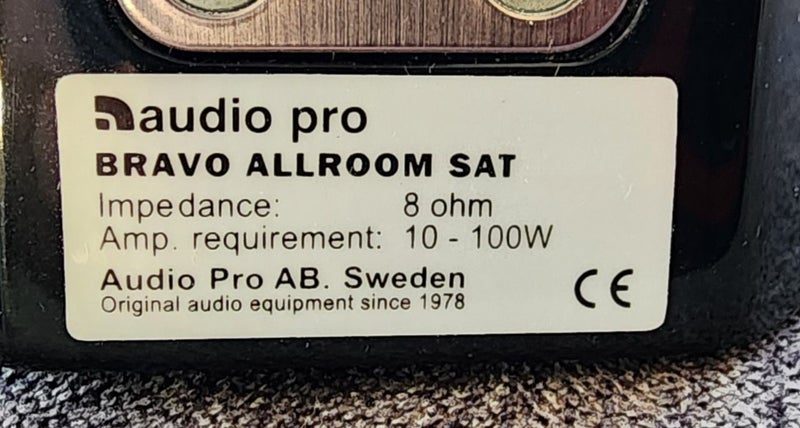 audio pro
BRAVO ALLROOM SAT
Impedance: 8 ohm
Amp. requirement: 10 - 100W
Audio Pro AB. Sweden
Original audio equipment since 1978
CE